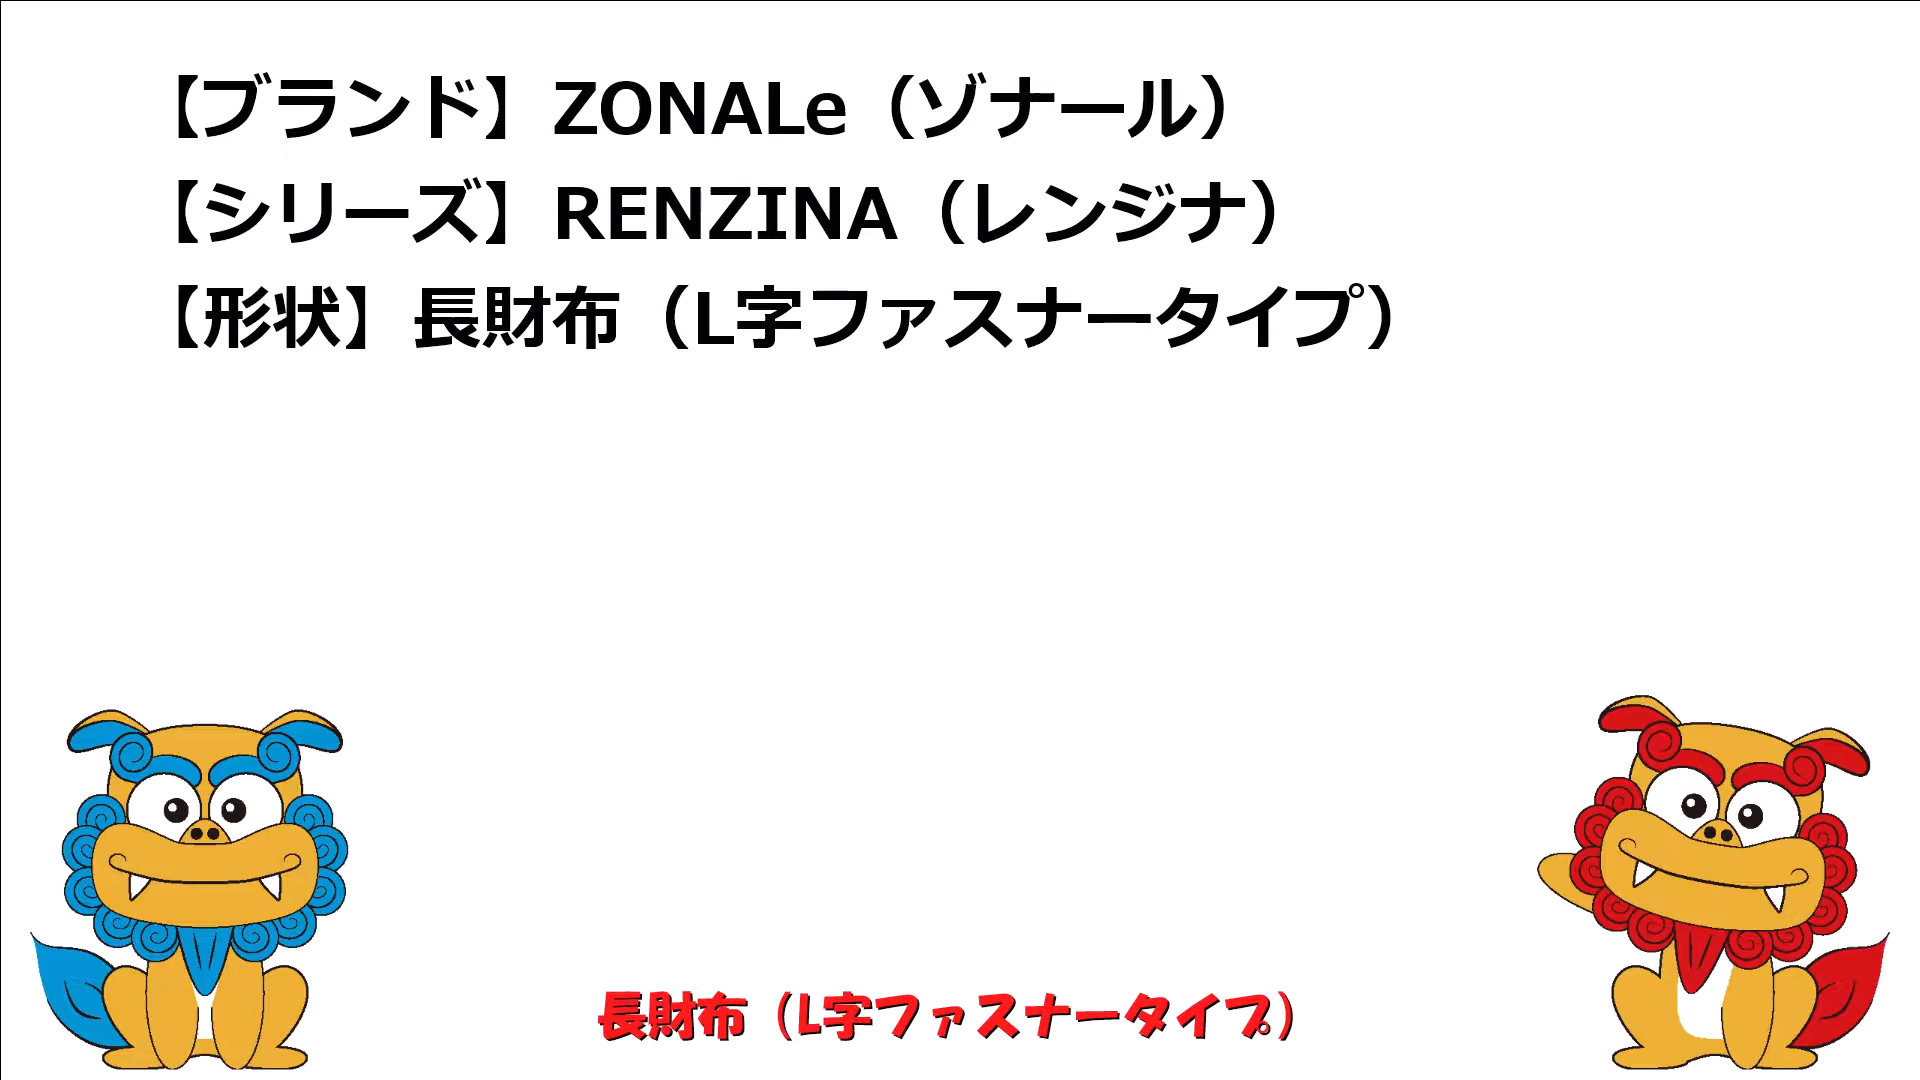 【ブランド】ZONALe（ゾナール）
【シリーズ】RENZINA（レンジナ）
【形状】長財布（L字ファスナータイプ）
長財布（L字ファスナータイプ）